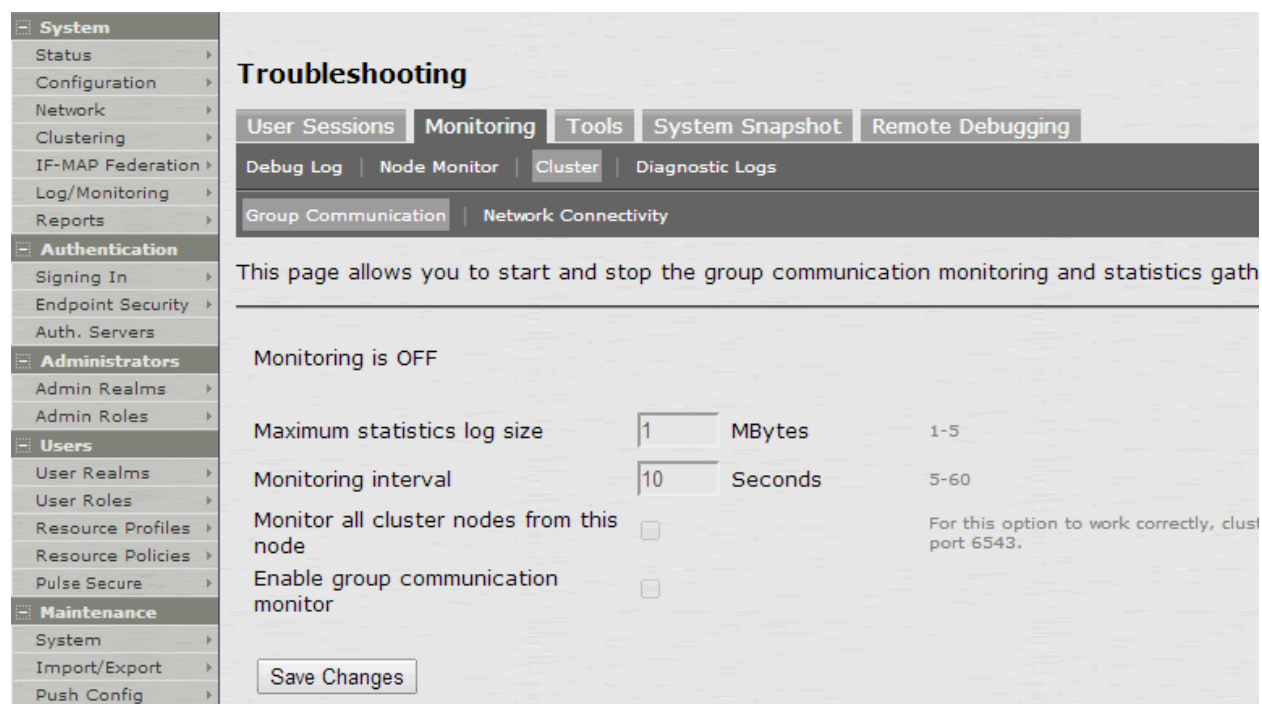 System
Status
Configuration
Network
Clustering
IF-MAP Federation
Log/Monitoring
Reports
Authentication
Signing In
Endpoint Security
Auth. Servers
Administrators
Admin Realms
Admin Roles
Users
User Realms
User Roles
Resource Profiles
Resource Policies
Pulse Secure
Maintenance
System
Import/Export
Push Config
Troubleshooting
User Sessions Monitoring Tools System Snapshot Remote Debugging
Debug Log | Node Monitor | Cluster | Diagnostic Logs
Group Communication | Network Connectivity
This page allows you to start and stop the group communication monitoring and statistics gath
Monitoring is OFF
Maximum statistics log size 1 MBytes 1-5
Monitoring interval 10 Seconds 5-60
Monitor all cluster nodes from this
node
For this option to work correctly, clust
port 6543.
Enable group communication
monitor
Save Changes